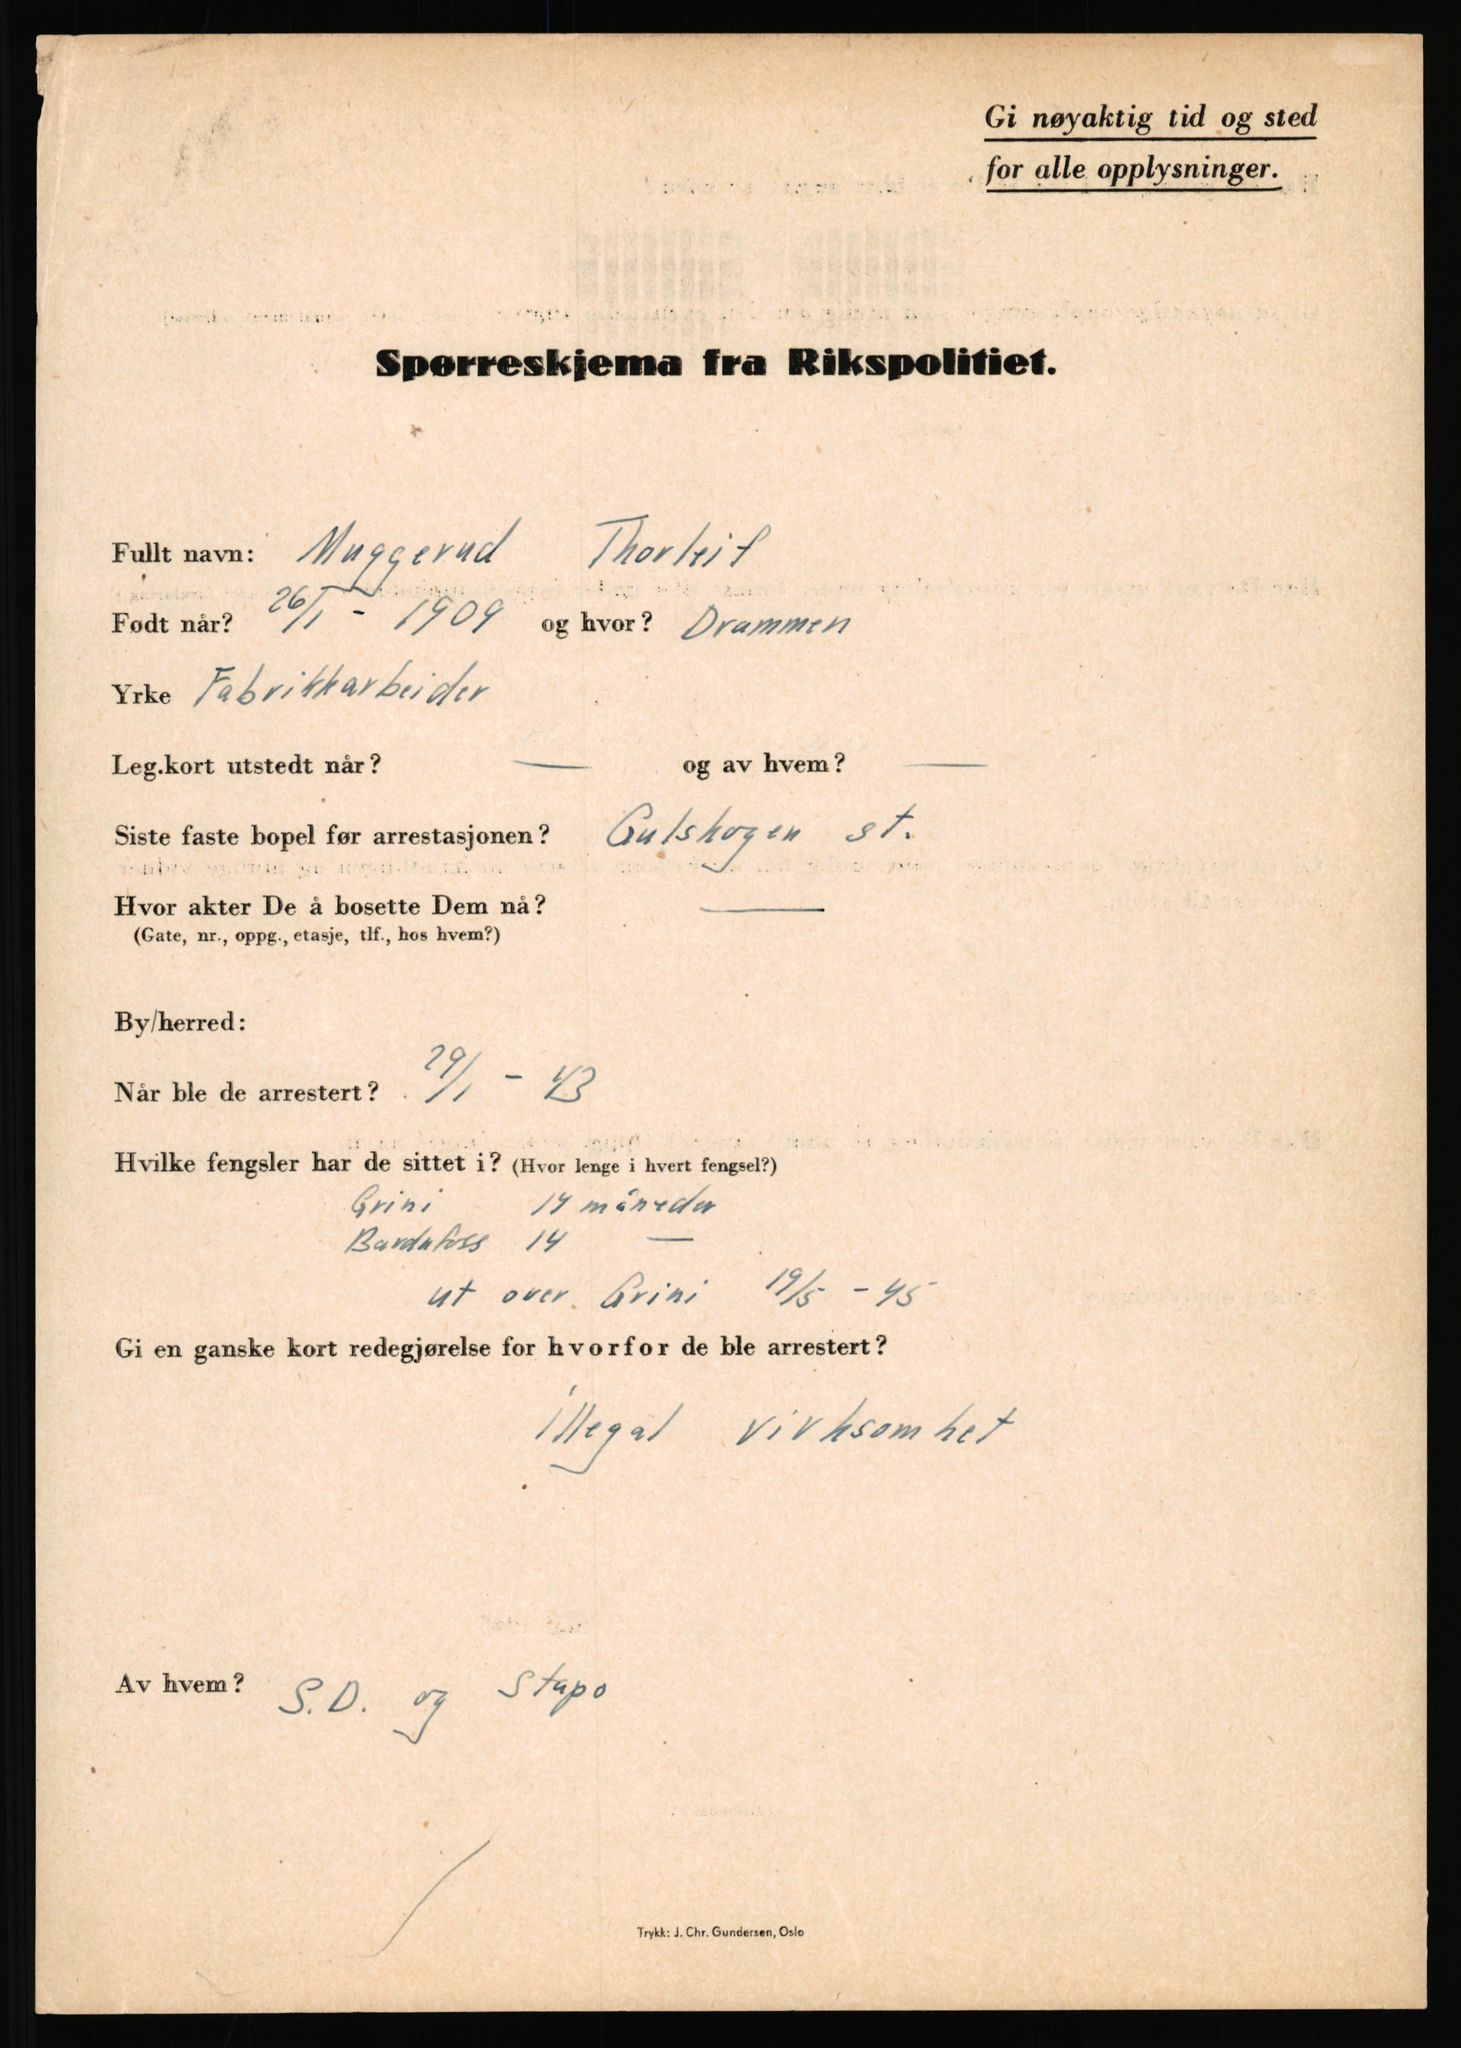 Gi nøyaktig tid og sted
for alle opplysninger.
Spørreskjema fra Rikspolitiet.
Fullt navn: Muggerud Thorleif
Født når? 26/1 - 1909 og hvor? Drammen
Yrke Fabrikkarbeider
Leg.kort utstedt når? — og av hvem? —
Siste faste bopel før arrestasjonen? Gulskogen st.
Hvor akter De å bosette Dem nå? —
(Gate, nr., oppg., etasje, tlf., hos hvem?)
By/herred:
Når ble de arrestert? 29/1 - 43
Hvilke fengsler har de sittet i? (Hvor lenge i hvert fengsel?)
Grini 14 måneder
Bardufoss 14 —
ut over Grini 19/5 - 45
Gi en ganske kort redegjørelse for hvorfor de ble arrestert?
illegal virksomhet
Av hvem? S.D. og Stapo
Trykk: J. Chr. Gundersen, Oslo